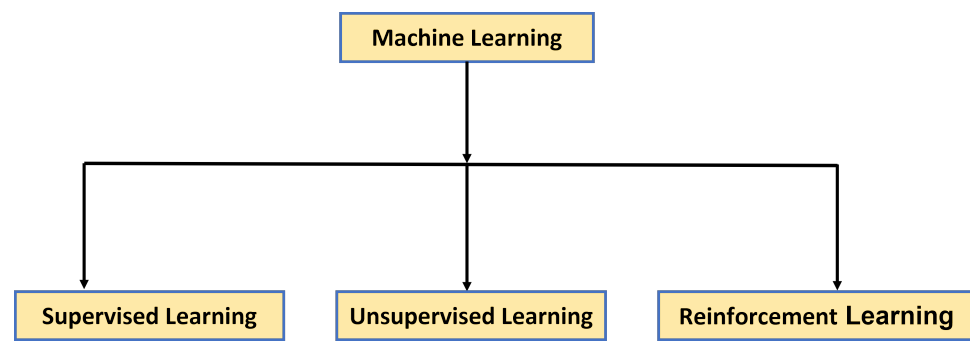 Machine Learning
Supervised Learning
Unsupervised Learning
Reinforcement Learning